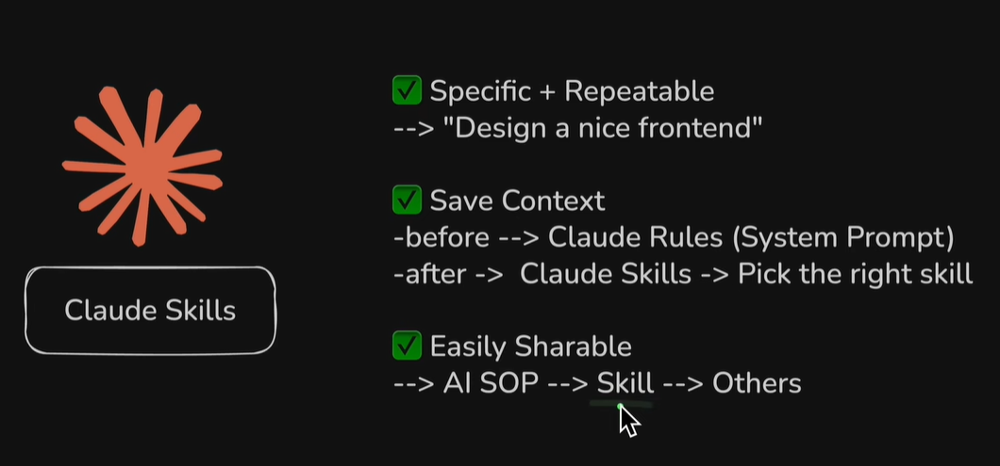 Claude Skills
✅ Specific + Repeatable
--> "Design a nice frontend"
✅ Save Context
-before --> Claude Rules (System Prompt)
-after -> Claude Skills -> Pick the right skill
✅ Easily Sharable
--> AI SOP --> Skill --> Others